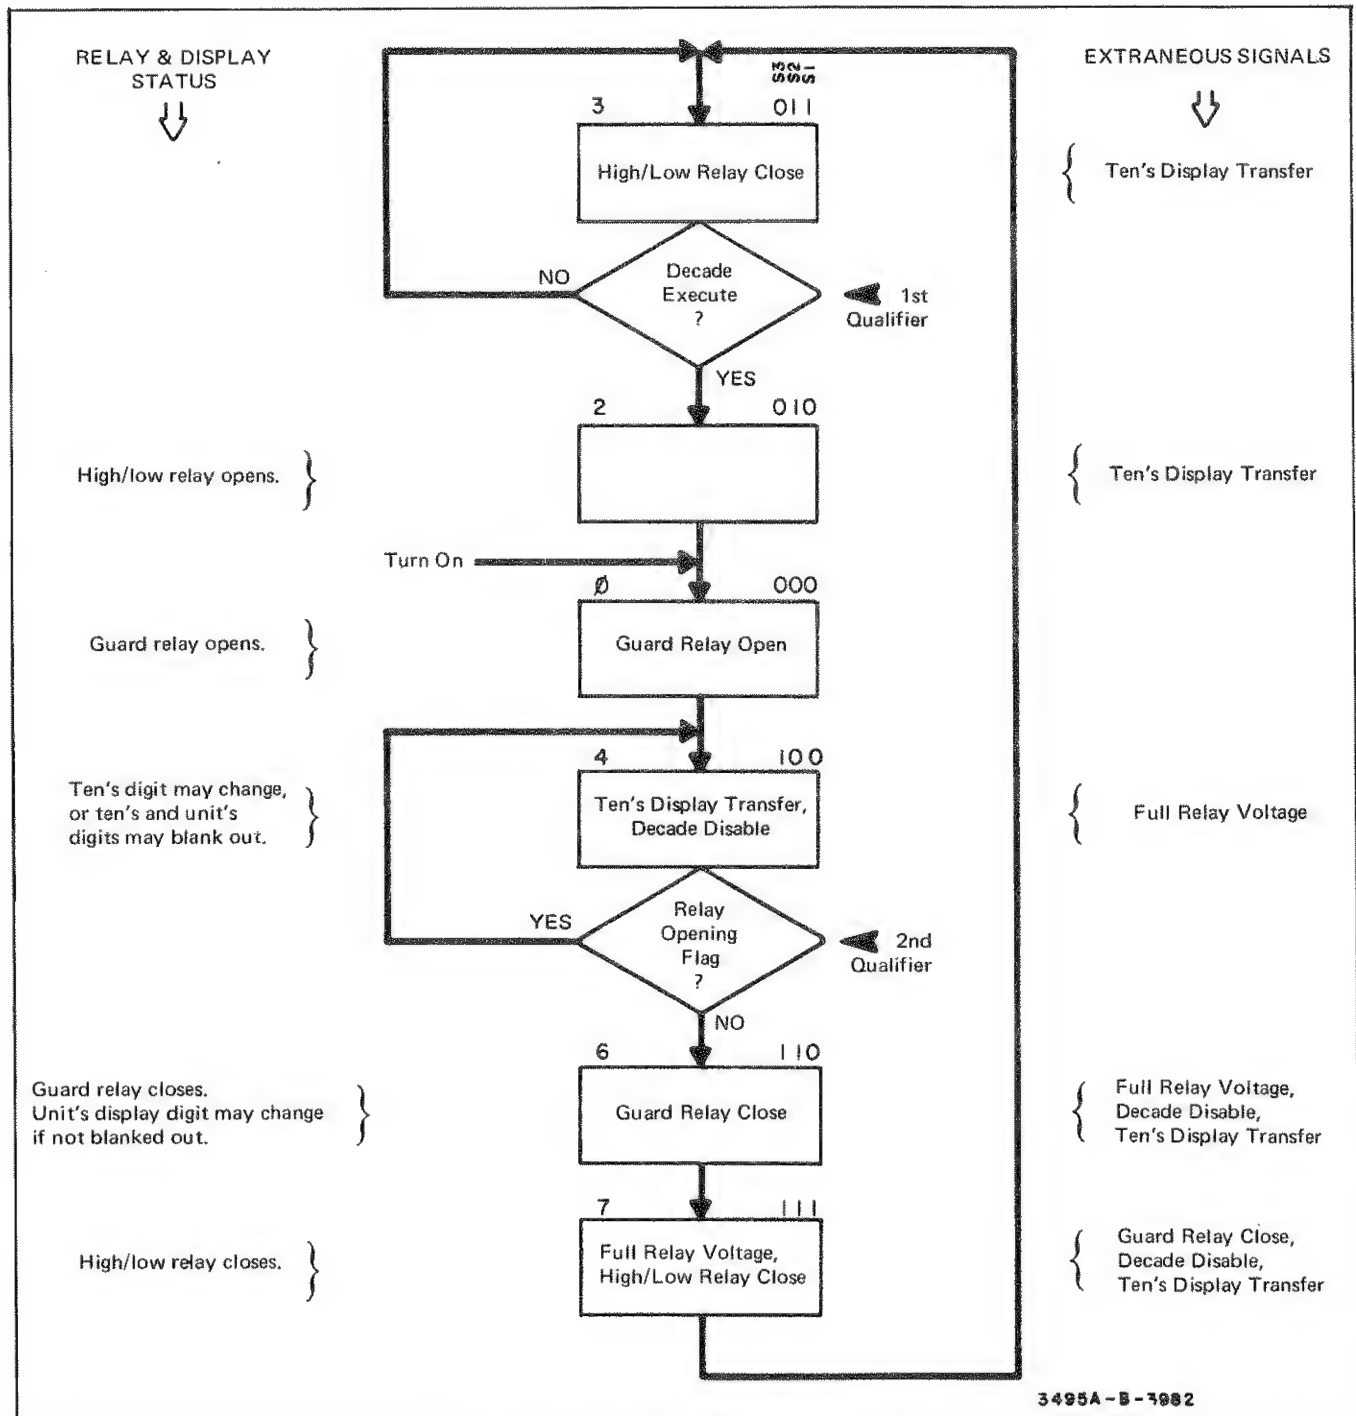 RELAY & DISPLAY
STATUS
EXTRANEOUS SIGNALS
S3
S2
S1
3 011
High/Low Relay Close
Ten's Display Transfer
Decade
Execute
?
NO
1st
Qualifier
YES
2 010
High/low relay opens.
Ten's Display Transfer
Turn On
Ø 000
Guard relay opens.
Guard Relay Open
4 100
Ten's digit may change,
or ten's and unit's
digits may blank out.
Ten's Display Transfer,
Decade Disable
Full Relay Voltage
YES
Relay
Opening
Flag
?
2nd
Qualifier
NO
6 110
Guard relay closes.
Unit's display digit may change
if not blanked out.
Guard Relay Close
Full Relay Voltage,
Decade Disable,
Ten's Display Transfer
7 111
High/low relay closes.
Full Relay Voltage,
High/Low Relay Close
Guard Relay Close,
Decade Disable,
Ten's Display Transfer
3495A-B-3982